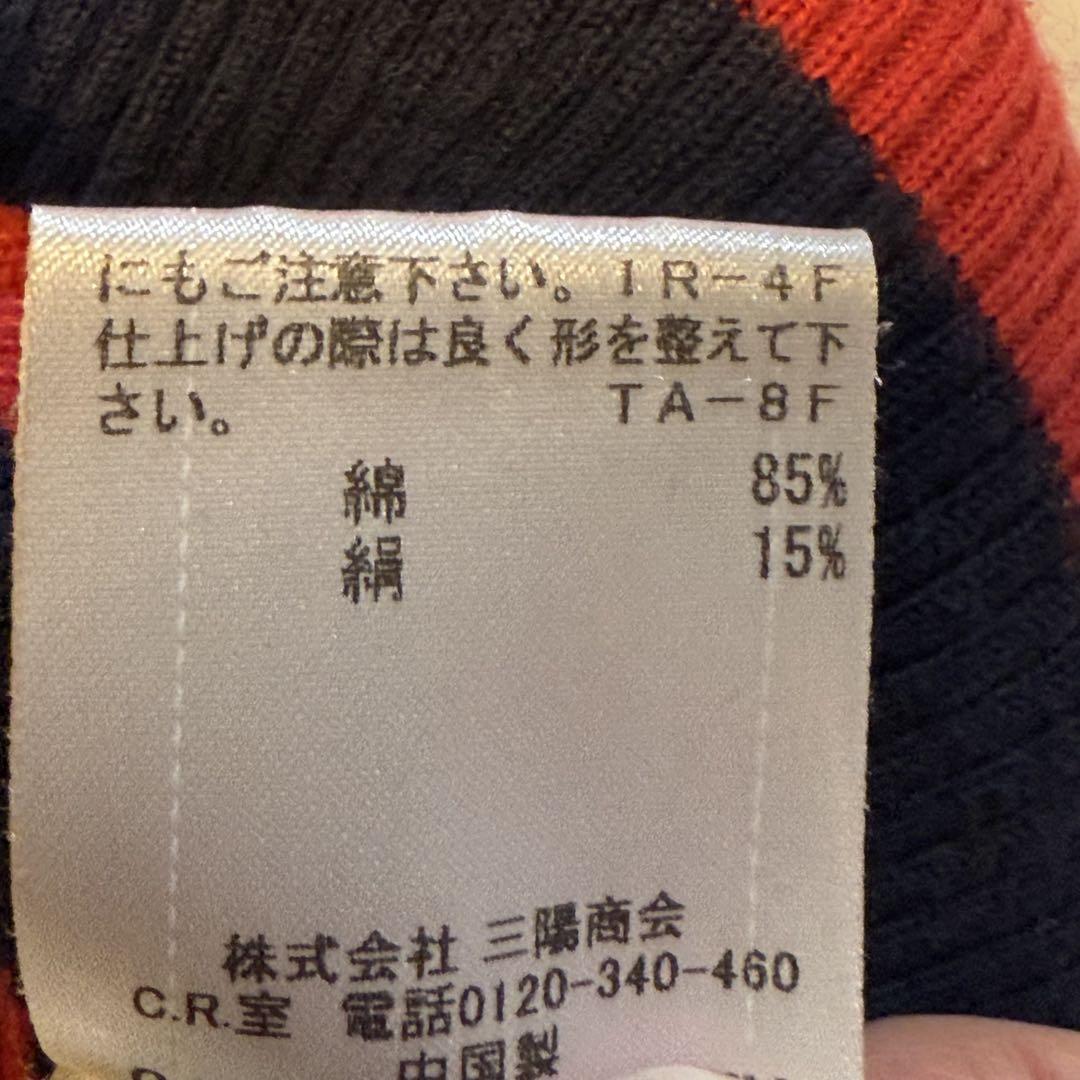 にもご注意下さい。IR-4F
仕上げの際は良く形を整えて下
さい。 TA-8F
綿 85%
絹 15%
株式会社 三陽商会
C.R.室 電話0120-340-460
中国製